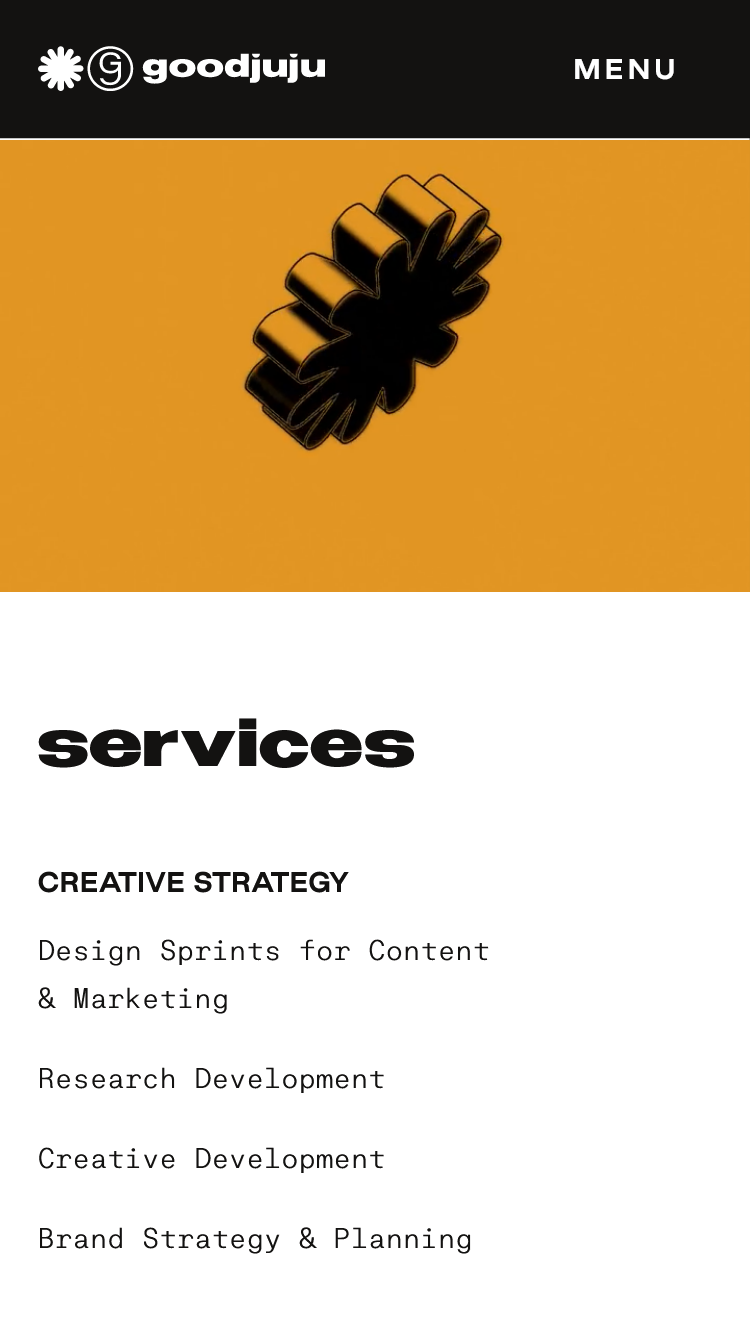 goodjuju
MENU
services
CREATIVE STRATEGY
Design Sprints for Content
& Marketing
Research Development
Creative Development
Brand Strategy & Planning